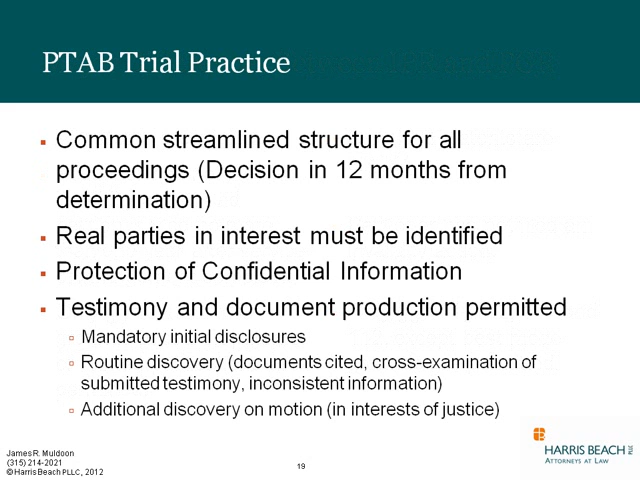 PTAB Trial Practice
Common streamlined structure for all
proceedings (Decision in 12 months from
determination)
Real parties in interest must be identified
Protection of Confidential Information
Testimony and document production permitted
Mandatory initial disclosures
Routine discovery (documents cited, cross-examination of
submitted testimony, inconsistent information)
Additional discovery on motion (in interests of justice)
James R. Muldoon
(315) 214-2021
© Harris Beach PLLC, 2012
19
HARRIS BEACH PLLC
ATTORNEYS AT LAW